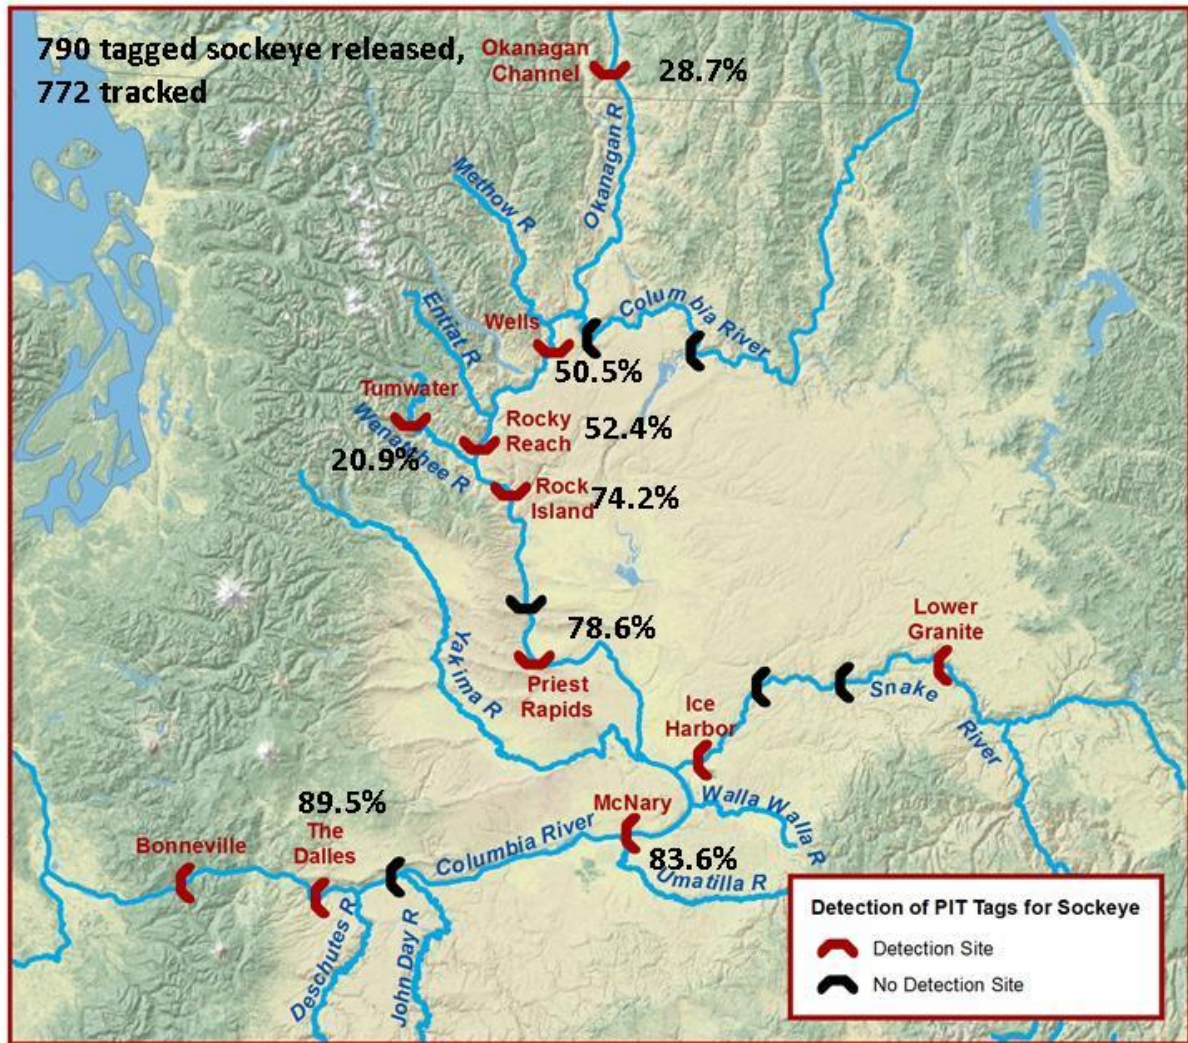 790 tagged sockeye released,
772 tracked
Okanagan
Channel
28.7%
Okanagan R
Methow R
Entiat R
Wells
Columbia River
50.5%
Tumwater
Rocky
Reach
52.4%
Wenatchee R
20.9%
Rock
Island
74.2%
78.6%
Priest
Rapids
Yakima R
Lower
Granite
Snake
River
Ice
Harbor
Walla Walla R
McNary
83.6%
Umatilla R
89.5%
The
Dalles
Bonneville
Columbia River
Deschutes R
John Day R
Detection of PIT Tags for Sockeye
Detection Site
No Detection Site